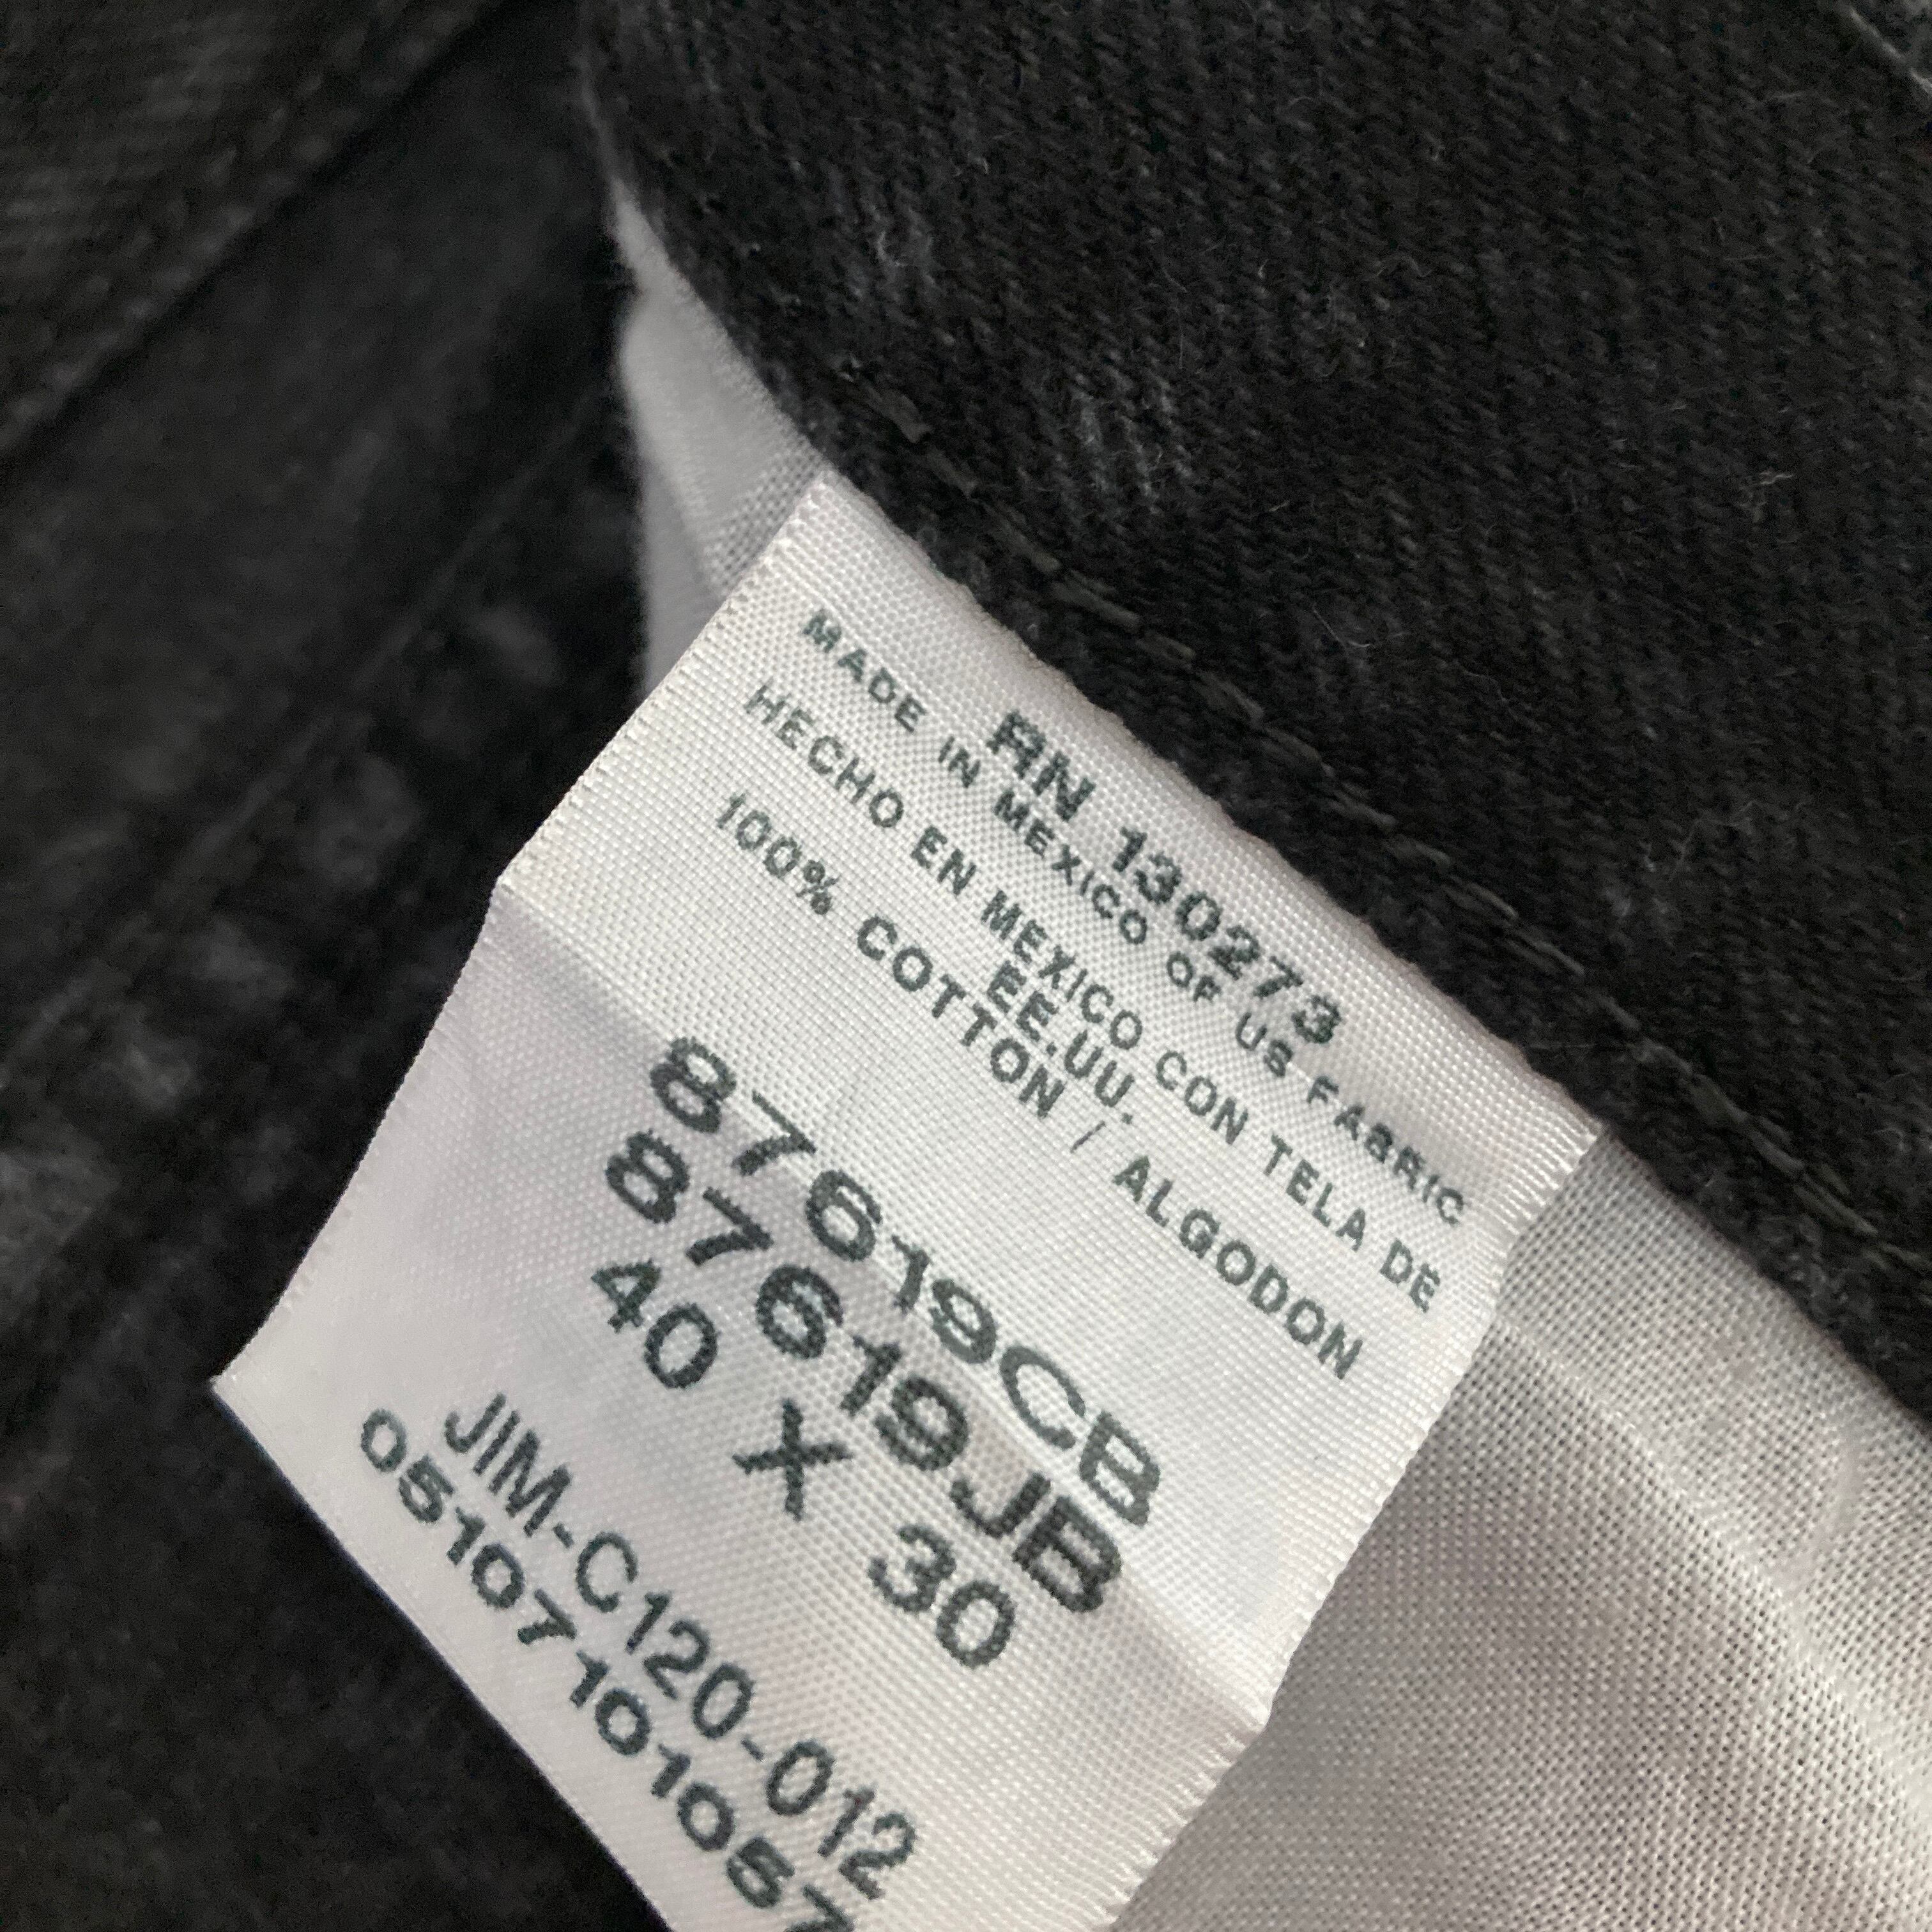 RN 130273
MADE IN MEXICO OF US FABRIC
HECHO EN MEXICO CON TELA DE
EE.UU.
100% COTTON / ALGODON
87619CB
87619JB
40 X 30
JIM-C120-012
05107101057